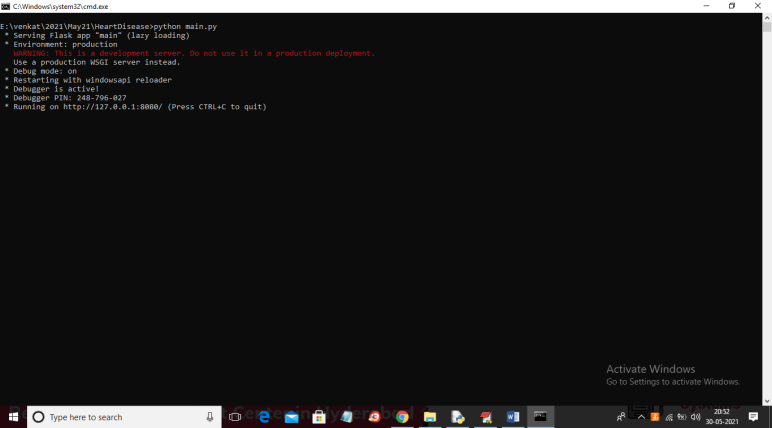 C:\Windows\system32\cmd.exe
E:\venkat\2021\May21\HeartDisease>python main.py
* Serving Flask app "main" (lazy loading)
* Environment: production
WARNING: This is a development server. Do not use it in a production deployment.
Use a production WSGI server instead.
* Debug mode: on
* Restarting with windowsapi reloader
* Debugger is active!
* Debugger PIN: 248-796-027
* Running on http://127.0.0.1:8080/ (Press CTRL+C to quit)
Activate Windows
Go to Settings to activate Windows.
Type here to search
20:52
30-05-2021